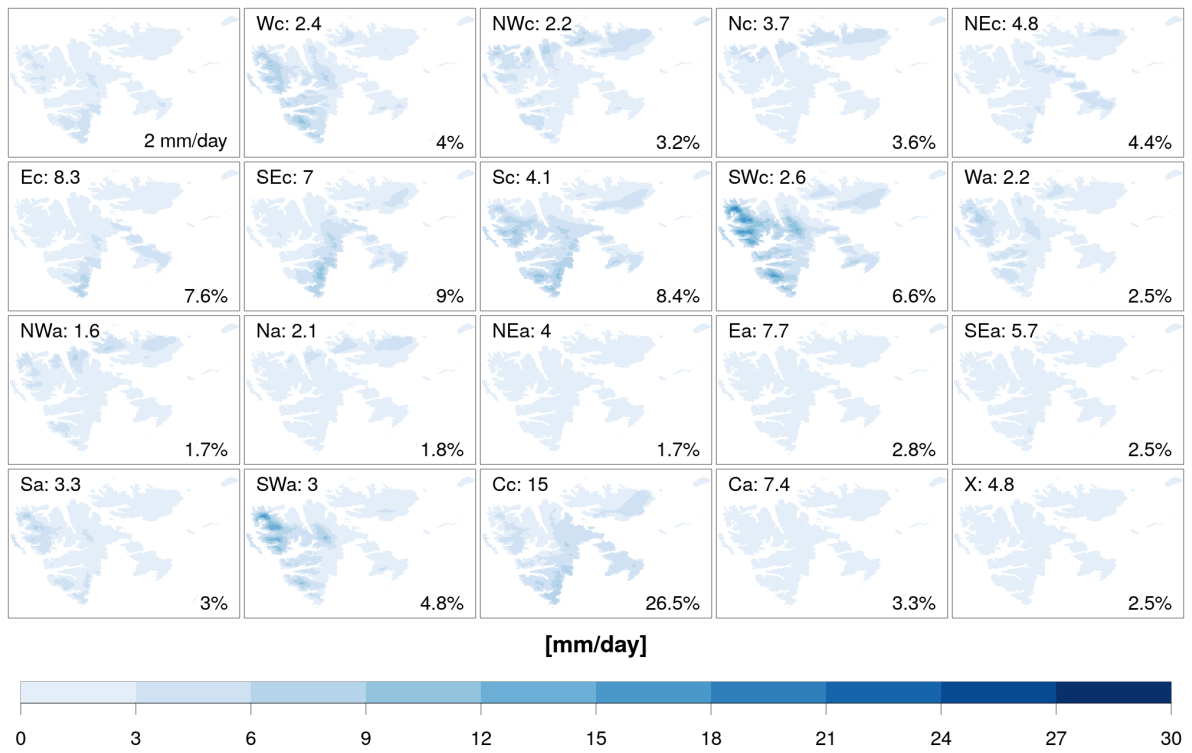 Wc: 2.4
NWc: 2.2
Nc: 3.7
NEc: 4.8
2 mm/day
4%
3.2%
3.6%
4.4%
Ec: 8.3
SEc: 7
Sc: 4.1
SWc: 2.6
Wa: 2.2
7.6%
9%
8.4%
6.6%
2.5%
NWa: 1.6
Na: 2.1
NEa: 4
Ea: 7.7
SEa: 5.7
1.7%
1.8%
1.7%
2.8%
2.5%
Sa: 3.3
SWa: 3
Cc: 15
Ca: 7.4
X: 4.8
3%
4.8%
26.5%
3.3%
2.5%
[mm/day]
0 3 6 9 12 15 18 21 24 27 30